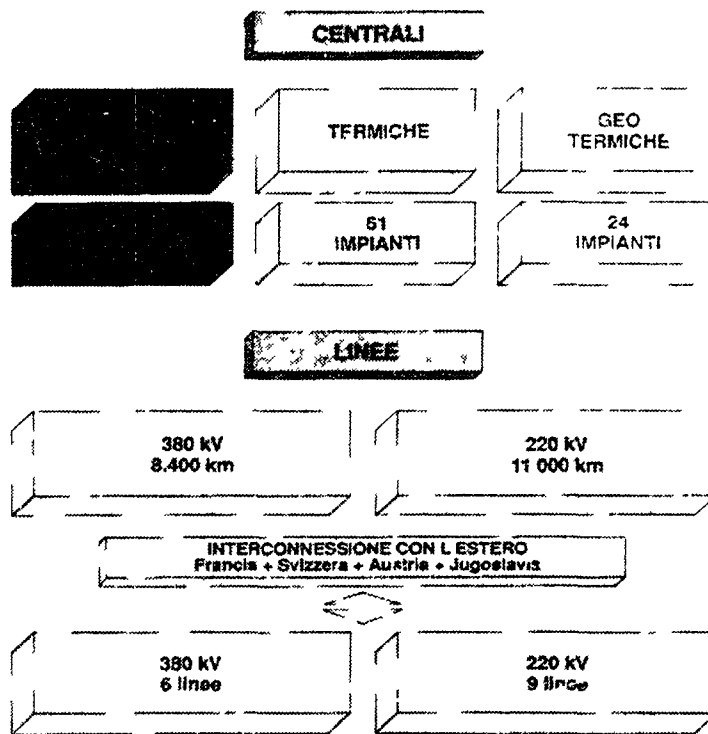 CENTRALI
TERMICHE
GEO
TERMICHE
61
IMPIANTI
24
IMPIANTI
LINEE
380 kV
8.400 km
220 kV
11 000 km
INTERCONNESSIONE CON L ESTERO
Francia + Svizzera + Austria + Jugoslavia
380 kV
6 linee
220 kV
9 linee